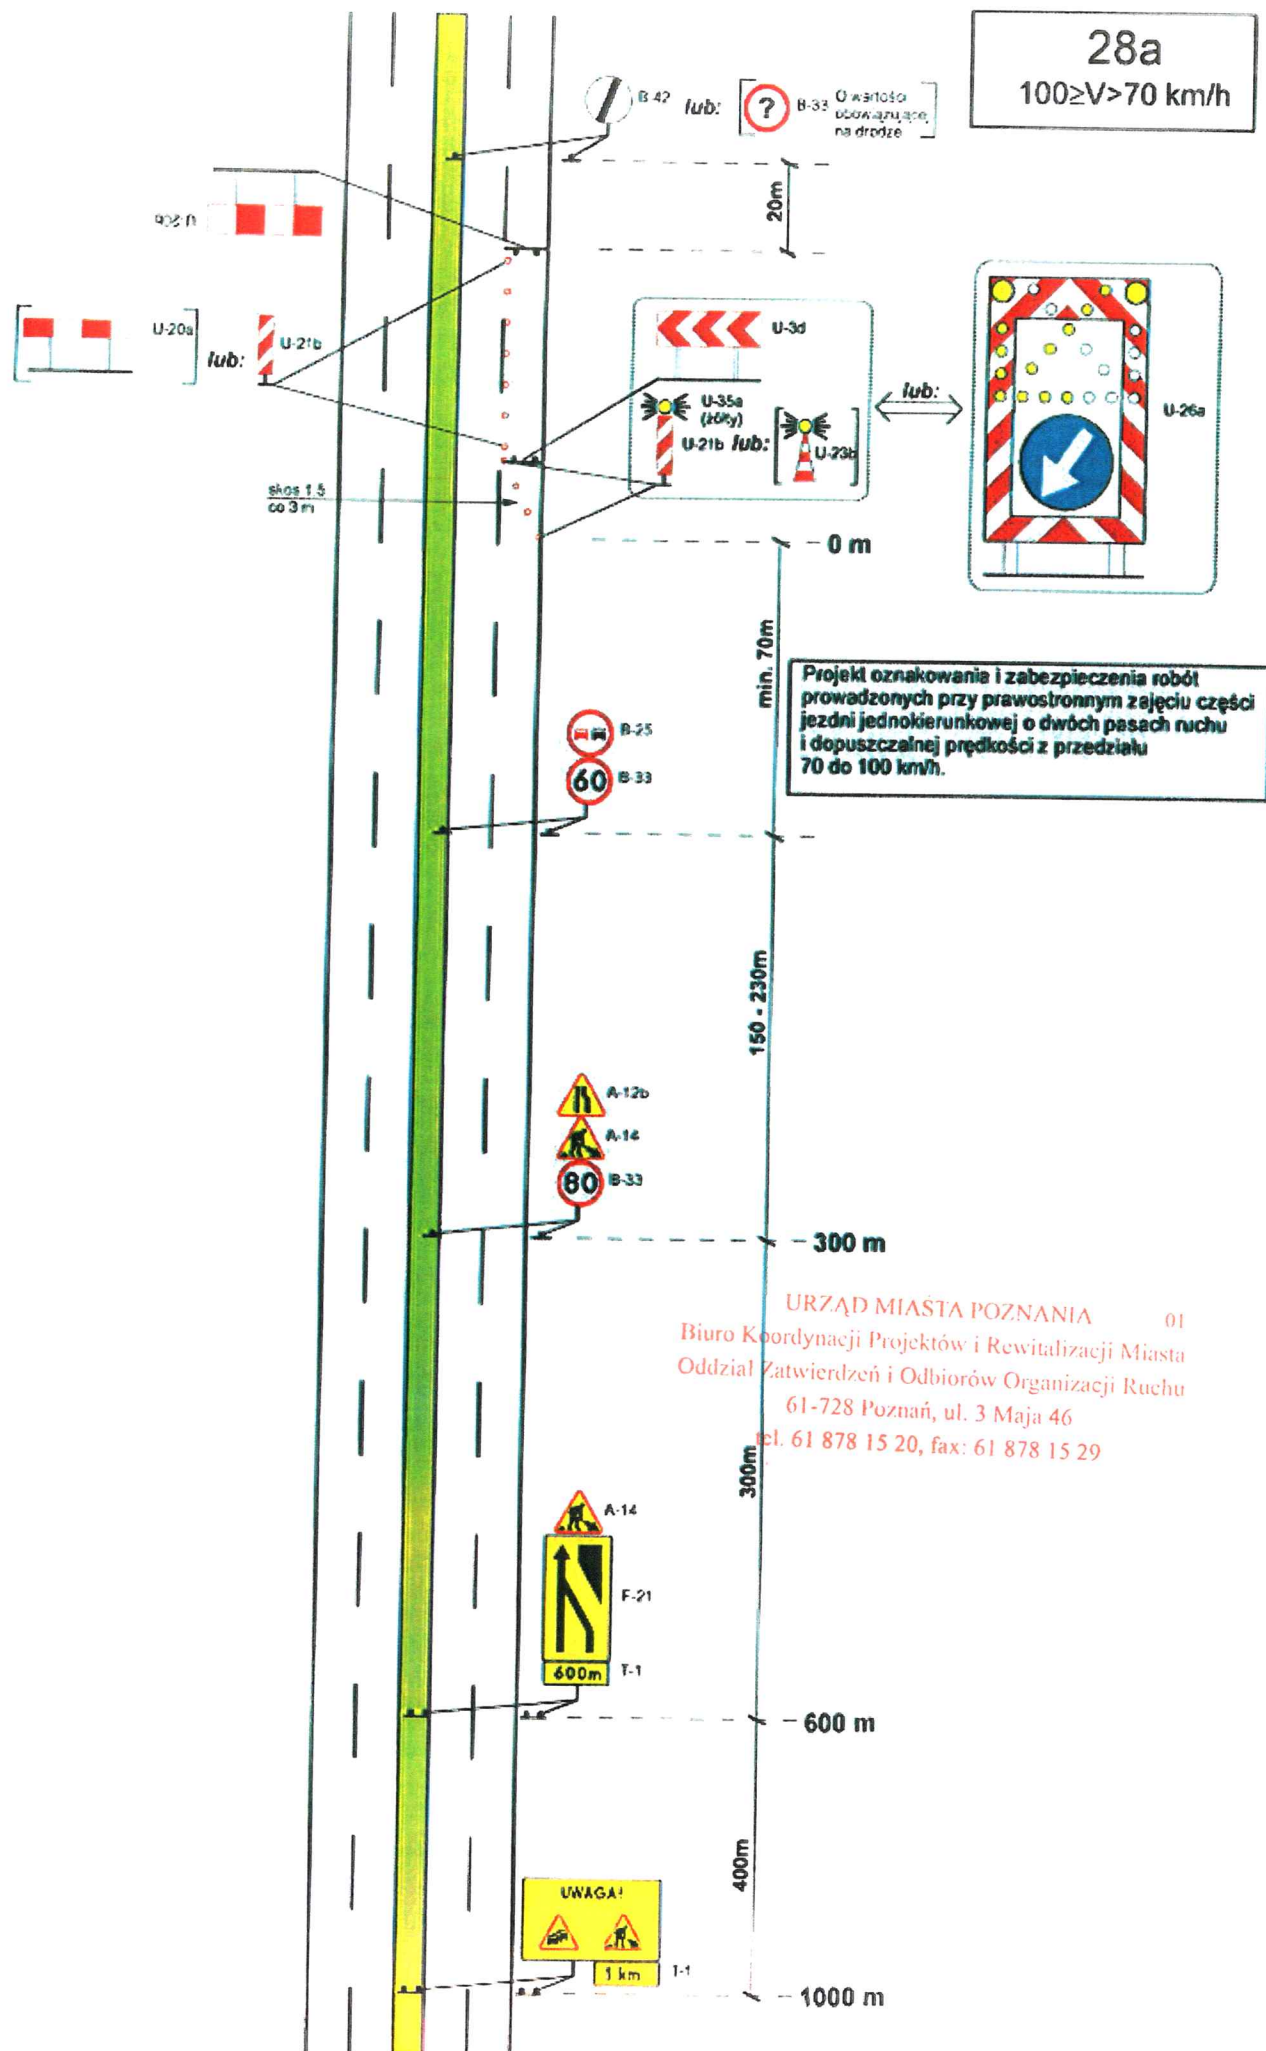 28a
100≥V>70 km/h
B-42 lub: ? B-33 O wartości
obowiązującej
na drodze
20m
U-20b
U-20a lub: U-21b
U-3d
U-35a
(żółty)
U-21b lub: U-23b
lub:
U-26a
skos 1:5
co 3 m
0 m
min. 70m
Projekt oznakowania i zabezpieczenia robót
prowadzonych przy prawostronnym zajęciu części
jezdni jednokierunkowej o dwóch pasach ruchu
i dopuszczalnej prędkości z przedziału
70 do 100 km/h.
B-25
60 B-33
150 - 230m
A-12b
A-14
80 B-33
300 m
URZĄD MIASTA POZNANIA 01
Biuro Koordynacji Projektów i Rewitalizacji Miasta
Oddział Zatwierdzeń i Odbiorów Organizacji Ruchu
61-728 Poznań, ul. 3 Maja 46
tel. 61 878 15 20, fax: 61 878 15 29
300m
A-14
F-21
600m T-1
600 m
400m
UWAGA!
1 km T-1
1000 m